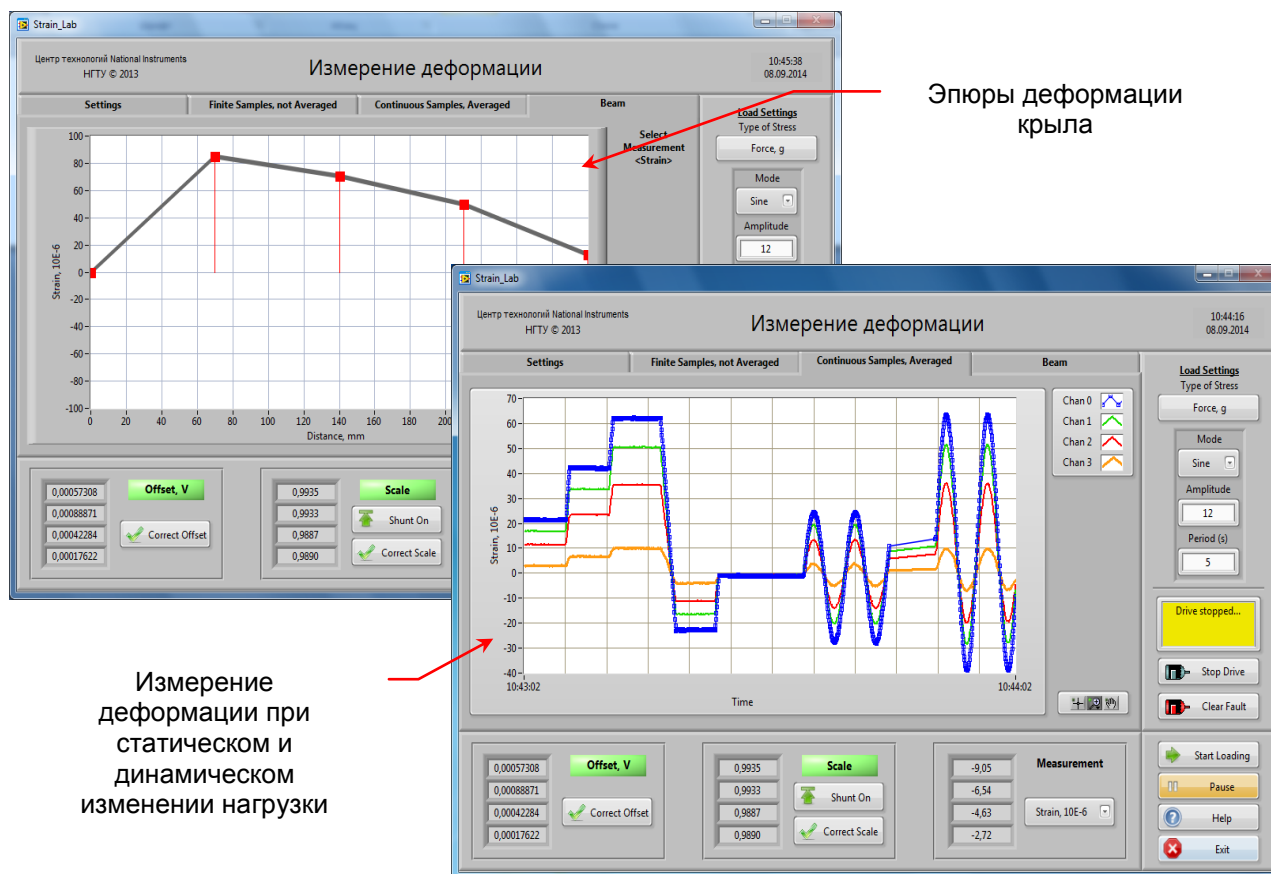 Strain_Lab
Центр технологий National Instruments
НГТУ © 2013
Измерение деформации
10:45:38
08.09.2014
Settings
Finite Samples, not Averaged
Continuous Samples, Averaged
Beam
Select
Measurement
<Strain>
Load Settings
Type of Stress
Force, g
Mode
Sine
Amplitude
12
100
80
60
40
20
0
-20
-40
-60
-80
-100
Strain, 10E-6
0 20 40 60 80 100 120 140 160 180 200
Distance, mm
0,00057308
0,00088871
0,00042284
0,00017622
Offset, V
Correct Offset
0,9935
0,9933
0,9887
0,9890
Scale
Shunt On
Correct Scale
Эпюры деформации
крыла
Strain_Lab
Центр технологий National Instruments
НГТУ © 2013
Измерение деформации
10:44:16
08.09.2014
Settings
Finite Samples, not Averaged
Continuous Samples, Averaged
Beam
70
60
50
40
30
20
10
0
-10
-20
-30
-40
Strain, 10E-6
10:43:02
10:44:02
Time
Chan 0
Chan 1
Chan 2
Chan 3
Load Settings
Type of Stress
Force, g
Mode
Sine
Amplitude
12
Period (s)
5
Drive stopped...
Stop Drive
Clear Fault
0,00057308
0,00088871
0,00042284
0,00017622
Offset, V
Correct Offset
0,9935
0,9933
0,9887
0,9890
Scale
Shunt On
Correct Scale
-9,05
-6,54
-4,63
-2,72
Measurement
Strain, 10E-6
Start Loading
Pause
Help
Exit
Измерение
деформации при
статическом и
динамическом
изменении нагрузки